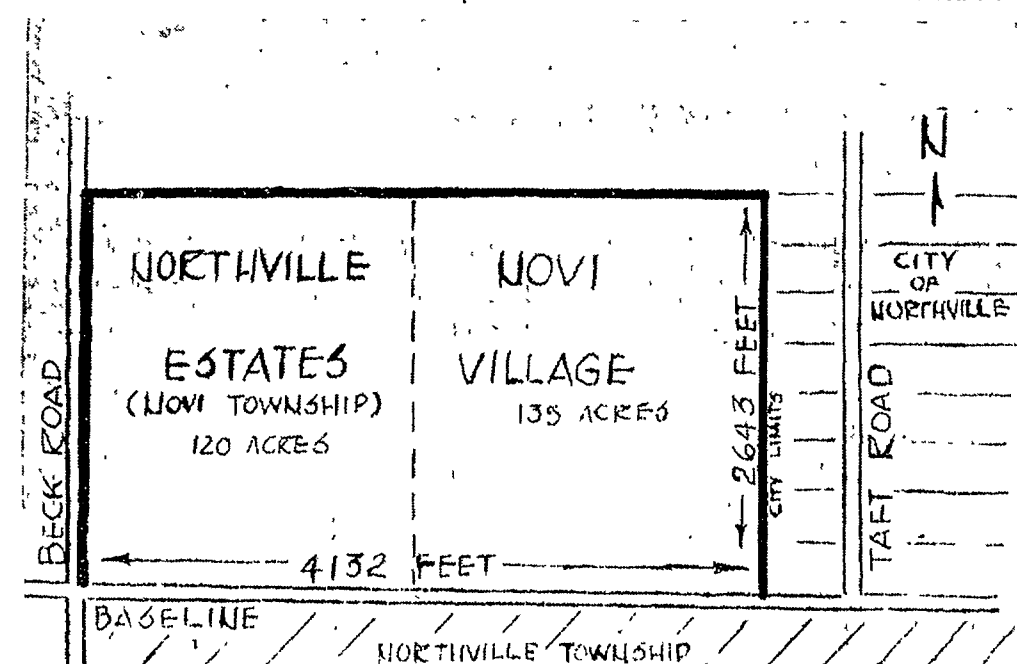 N
NORTHVILLE
ESTATES
(NOVI TOWNSHIP)
120 ACRES
NOVI
VILLAGE
135 ACRES
2643 FEET
CITY LIMITS
4132 FEET
BECK ROAD
TAFT ROAD
CITY
OF
NORTHVILLE
BASELINE
NORTHVILLE TOWNSHIP